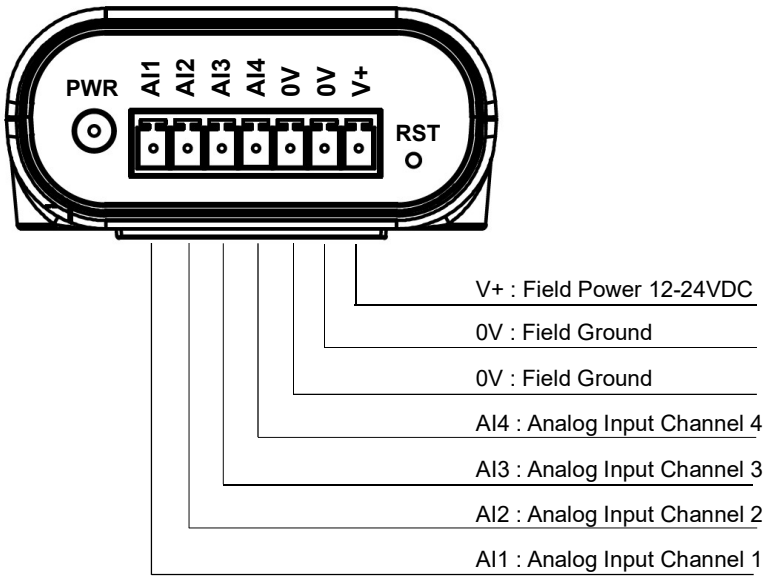 PWR AI1 AI2 AI3 AI4 0V 0V V+
RST
V+ : Field Power 12-24VDC
0V : Field Ground
0V : Field Ground
AI4 : Analog Input Channel 4
AI3 : Analog Input Channel 3
AI2 : Analog Input Channel 2
AI1 : Analog Input Channel 1